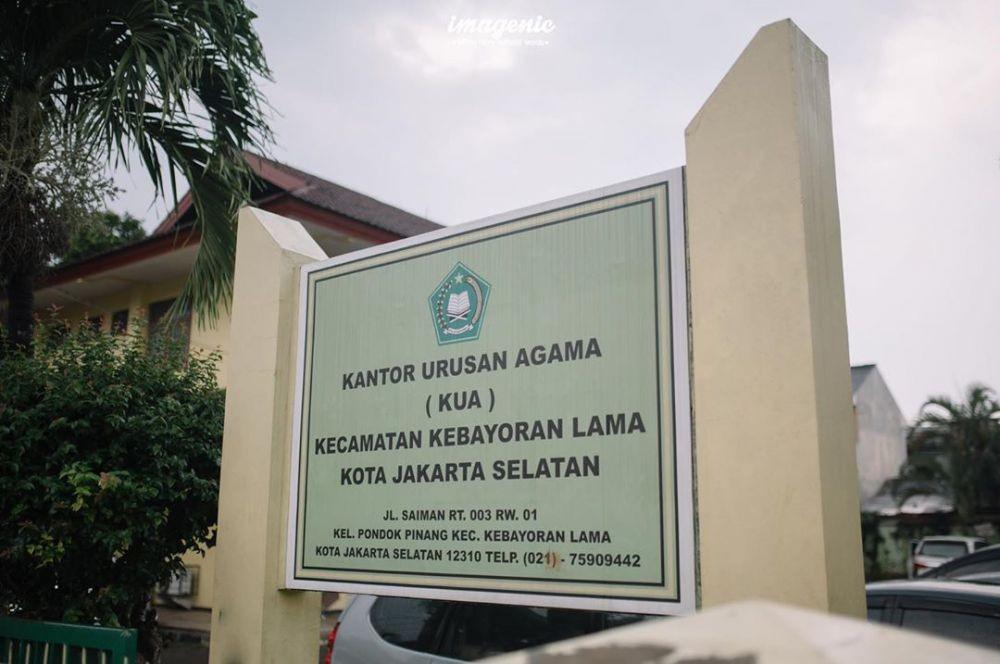 imagenic
KANTOR URUSAN AGAMA
( KUA )
KECAMATAN KEBAYORAN LAMA
KOTA JAKARTA SELATAN
JL. SAIMAN RT. 003 RW. 01
KEL. PONDOK PINANG KEC. KEBAYORAN LAMA
KOTA JAKARTA SELATAN 12310 TELP. (021) - 75909442